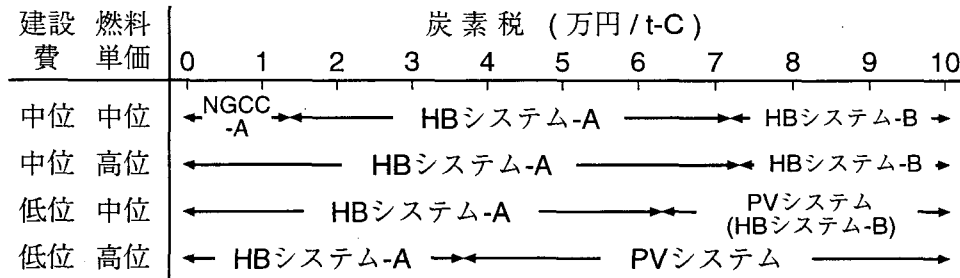 建設 燃料 炭素税 (万円 / t-C)
費 単価 0 1 2 3 4 5 6 7 8 9 10
中位 中位 NGCC-A HBシステム-A HBシステム-B
中位 高位 HBシステム-A HBシステム-B
低位 中位 HBシステム-A PVシステム
(HBシステム-B)
低位 高位 HBシステム-A PVシステム